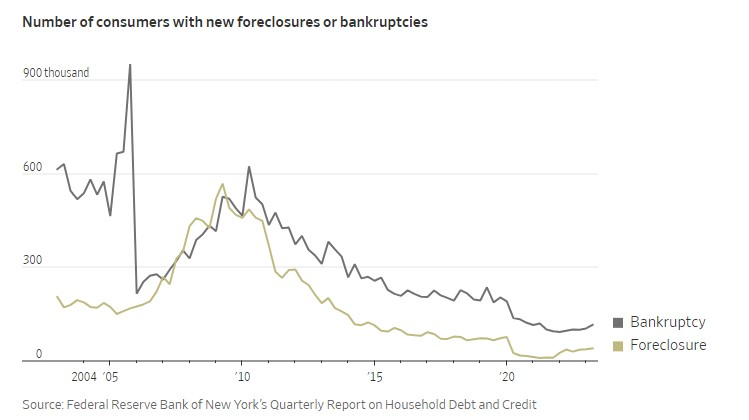 Number of consumers with new foreclosures or bankruptcies
900 thousand
600
300
0
2004 ’05 ’10 ’15 ’20
Bankruptcy
Foreclosure
Source: Federal Reserve Bank of New York’s Quarterly Report on Household Debt and Credit